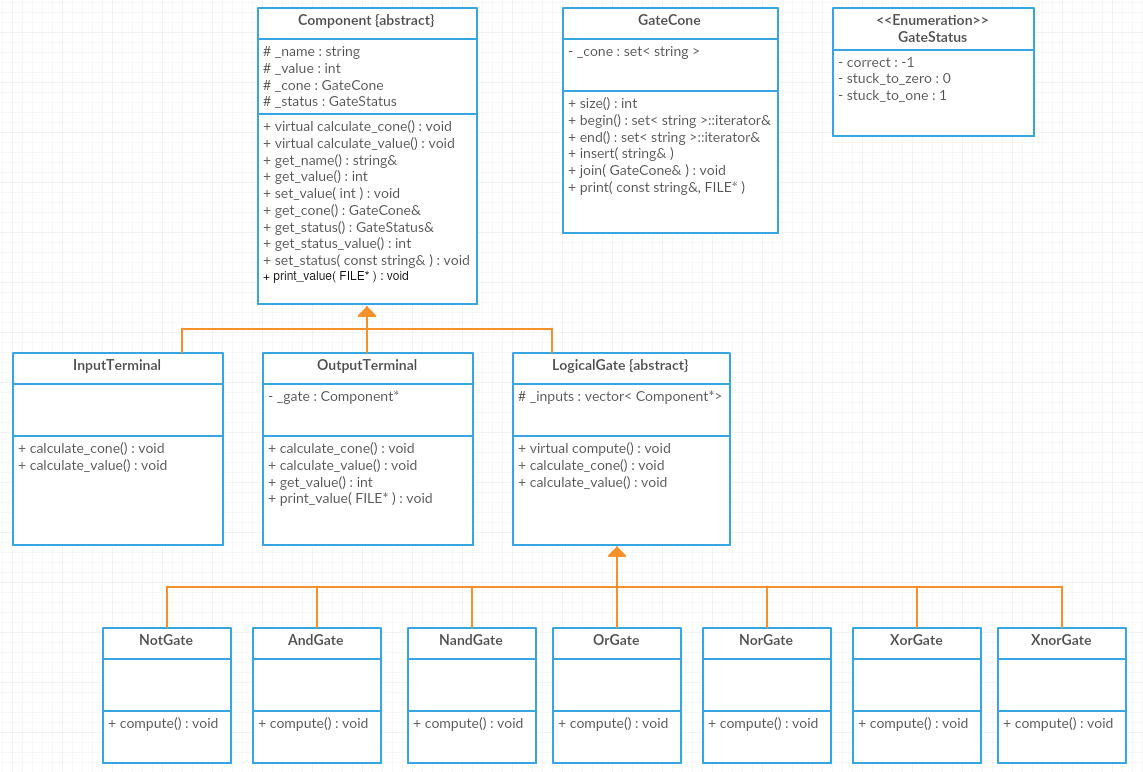 Component {abstract}
# _name : string
# _value : int
# _cone : GateCone
# _status : GateStatus
+ virtual calculate_cone() : void
+ virtual calculate_value() : void
+ get_name() : string&
+ get_value() : int
+ set_value( int ) : void
+ get_cone() : GateCone&
+ get_status() : GateStatus&
+ get_status_value() : int
+ set_status( const string& ) : void
+ print_value( FILE* ) : void
GateCone
- _cone : set< string >
+ size() : int
+ begin() : set< string >::iterator&
+ end() : set< string >::iterator&
+ insert( string& )
+ join( GateCone& ) : void
+ print( const string&, FILE* )
<<Enumeration>>
GateStatus
- correct : -1
- stuck_to_zero : 0
- stuck_to_one : 1
InputTerminal
+ calculate_cone() : void
+ calculate_value() : void
OutputTerminal
- _gate : Component*
+ calculate_cone() : void
+ calculate_value() : void
+ get_value() : int
+ print_value( FILE* ) : void
LogicalGate {abstract}
# _inputs : vector< Component*>
+ virtual compute() : void
+ calculate_cone() : void
+ calculate_value() : void
NotGate
+ compute() : void
AndGate
+ compute() : void
NandGate
+ compute() : void
OrGate
+ compute() : void
NorGate
+ compute() : void
XorGate
+ compute() : void
XnorGate
+ compute() : void